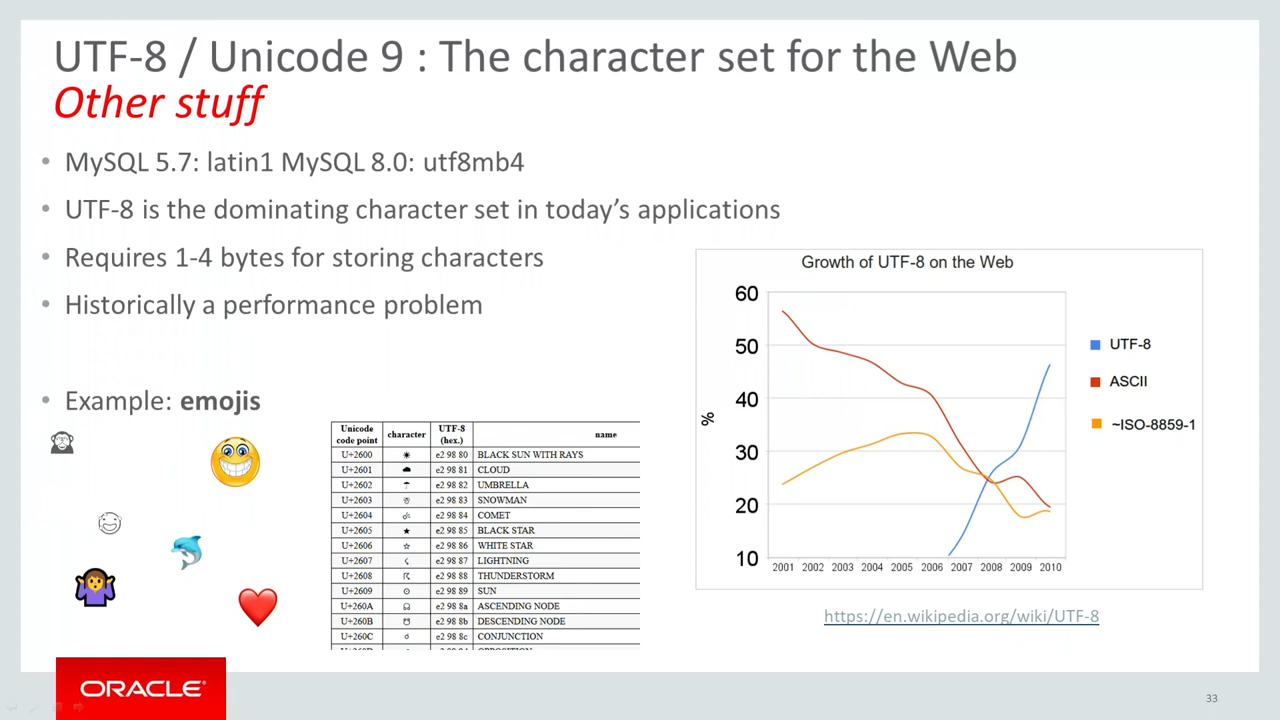 UTF-8 / Unicode 9 : The character set for the Web
Other stuff
• MySQL 5.7: latin1 MySQL 8.0: utf8mb4
• UTF-8 is the dominating character set in today's applications
• Requires 1-4 bytes for storing characters
• Historically a performance problem
• Example: emojis
Unicode code point character UTF-8 (hex.) name
U+2600 ☀ e2 98 80 BLACK SUN WITH RAYS
U+2601 ☁ e2 98 81 CLOUD
U+2602 ☂ e2 98 82 UMBRELLA
U+2603 ☃ e2 98 83 SNOWMAN
U+2604 ☄ e2 98 84 COMET
U+2605 ★ e2 98 85 BLACK STAR
U+2606 ☆ e2 98 86 WHITE STAR
U+2607 ☇ e2 98 87 LIGHTNING
U+2608 ☈ e2 98 88 THUNDERSTORM
U+2609 ☉ e2 98 89 SUN
U+260A ☊ e2 98 8a ASCENDING NODE
U+260B ☋ e2 98 8b DESCENDING NODE
U+260C ☌ e2 98 8c CONJUNCTION
Growth of UTF-8 on the Web
%
60
50
40
30
20
10
2001 2002 2003 2004 2005 2006 2007 2008 2009 2010
UTF-8
ASCII
~ISO-8859-1
https://en.wikipedia.org/wiki/UTF-8
ORACLE®
33